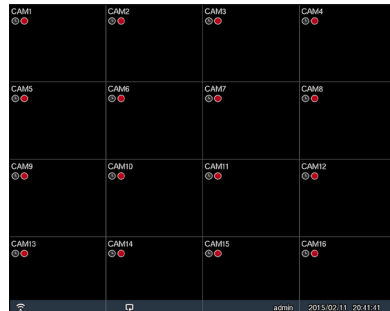 CAM1 CAM2 CAM3 CAM4
CAM5 CAM6 CAM7 CAM8
CAM9 CAM10 CAM11 CAM12
CAM13 CAM14 CAM15 CAM16
admin 2015/02/11 20:41:41